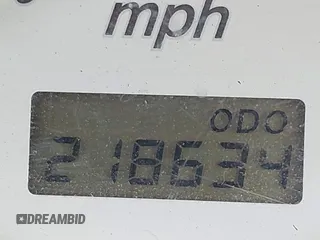 mph
ODO
218634
DREAMBID